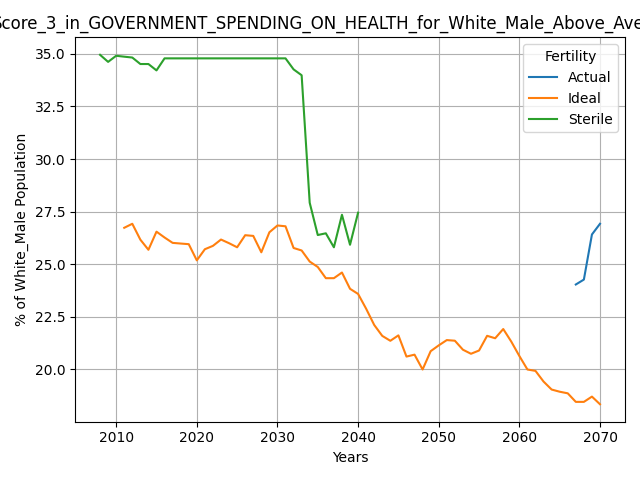 Score_3_in_GOVERNMENT_SPENDING_ON_HEALTH_for_White_Male_Above_Ave
Fertility
Actual
Ideal
Sterile
% of White_Male Population
35.0
32.5
30.0
27.5
25.0
22.5
20.0
2010 2020 2030 2040 2050 2060 2070
Years